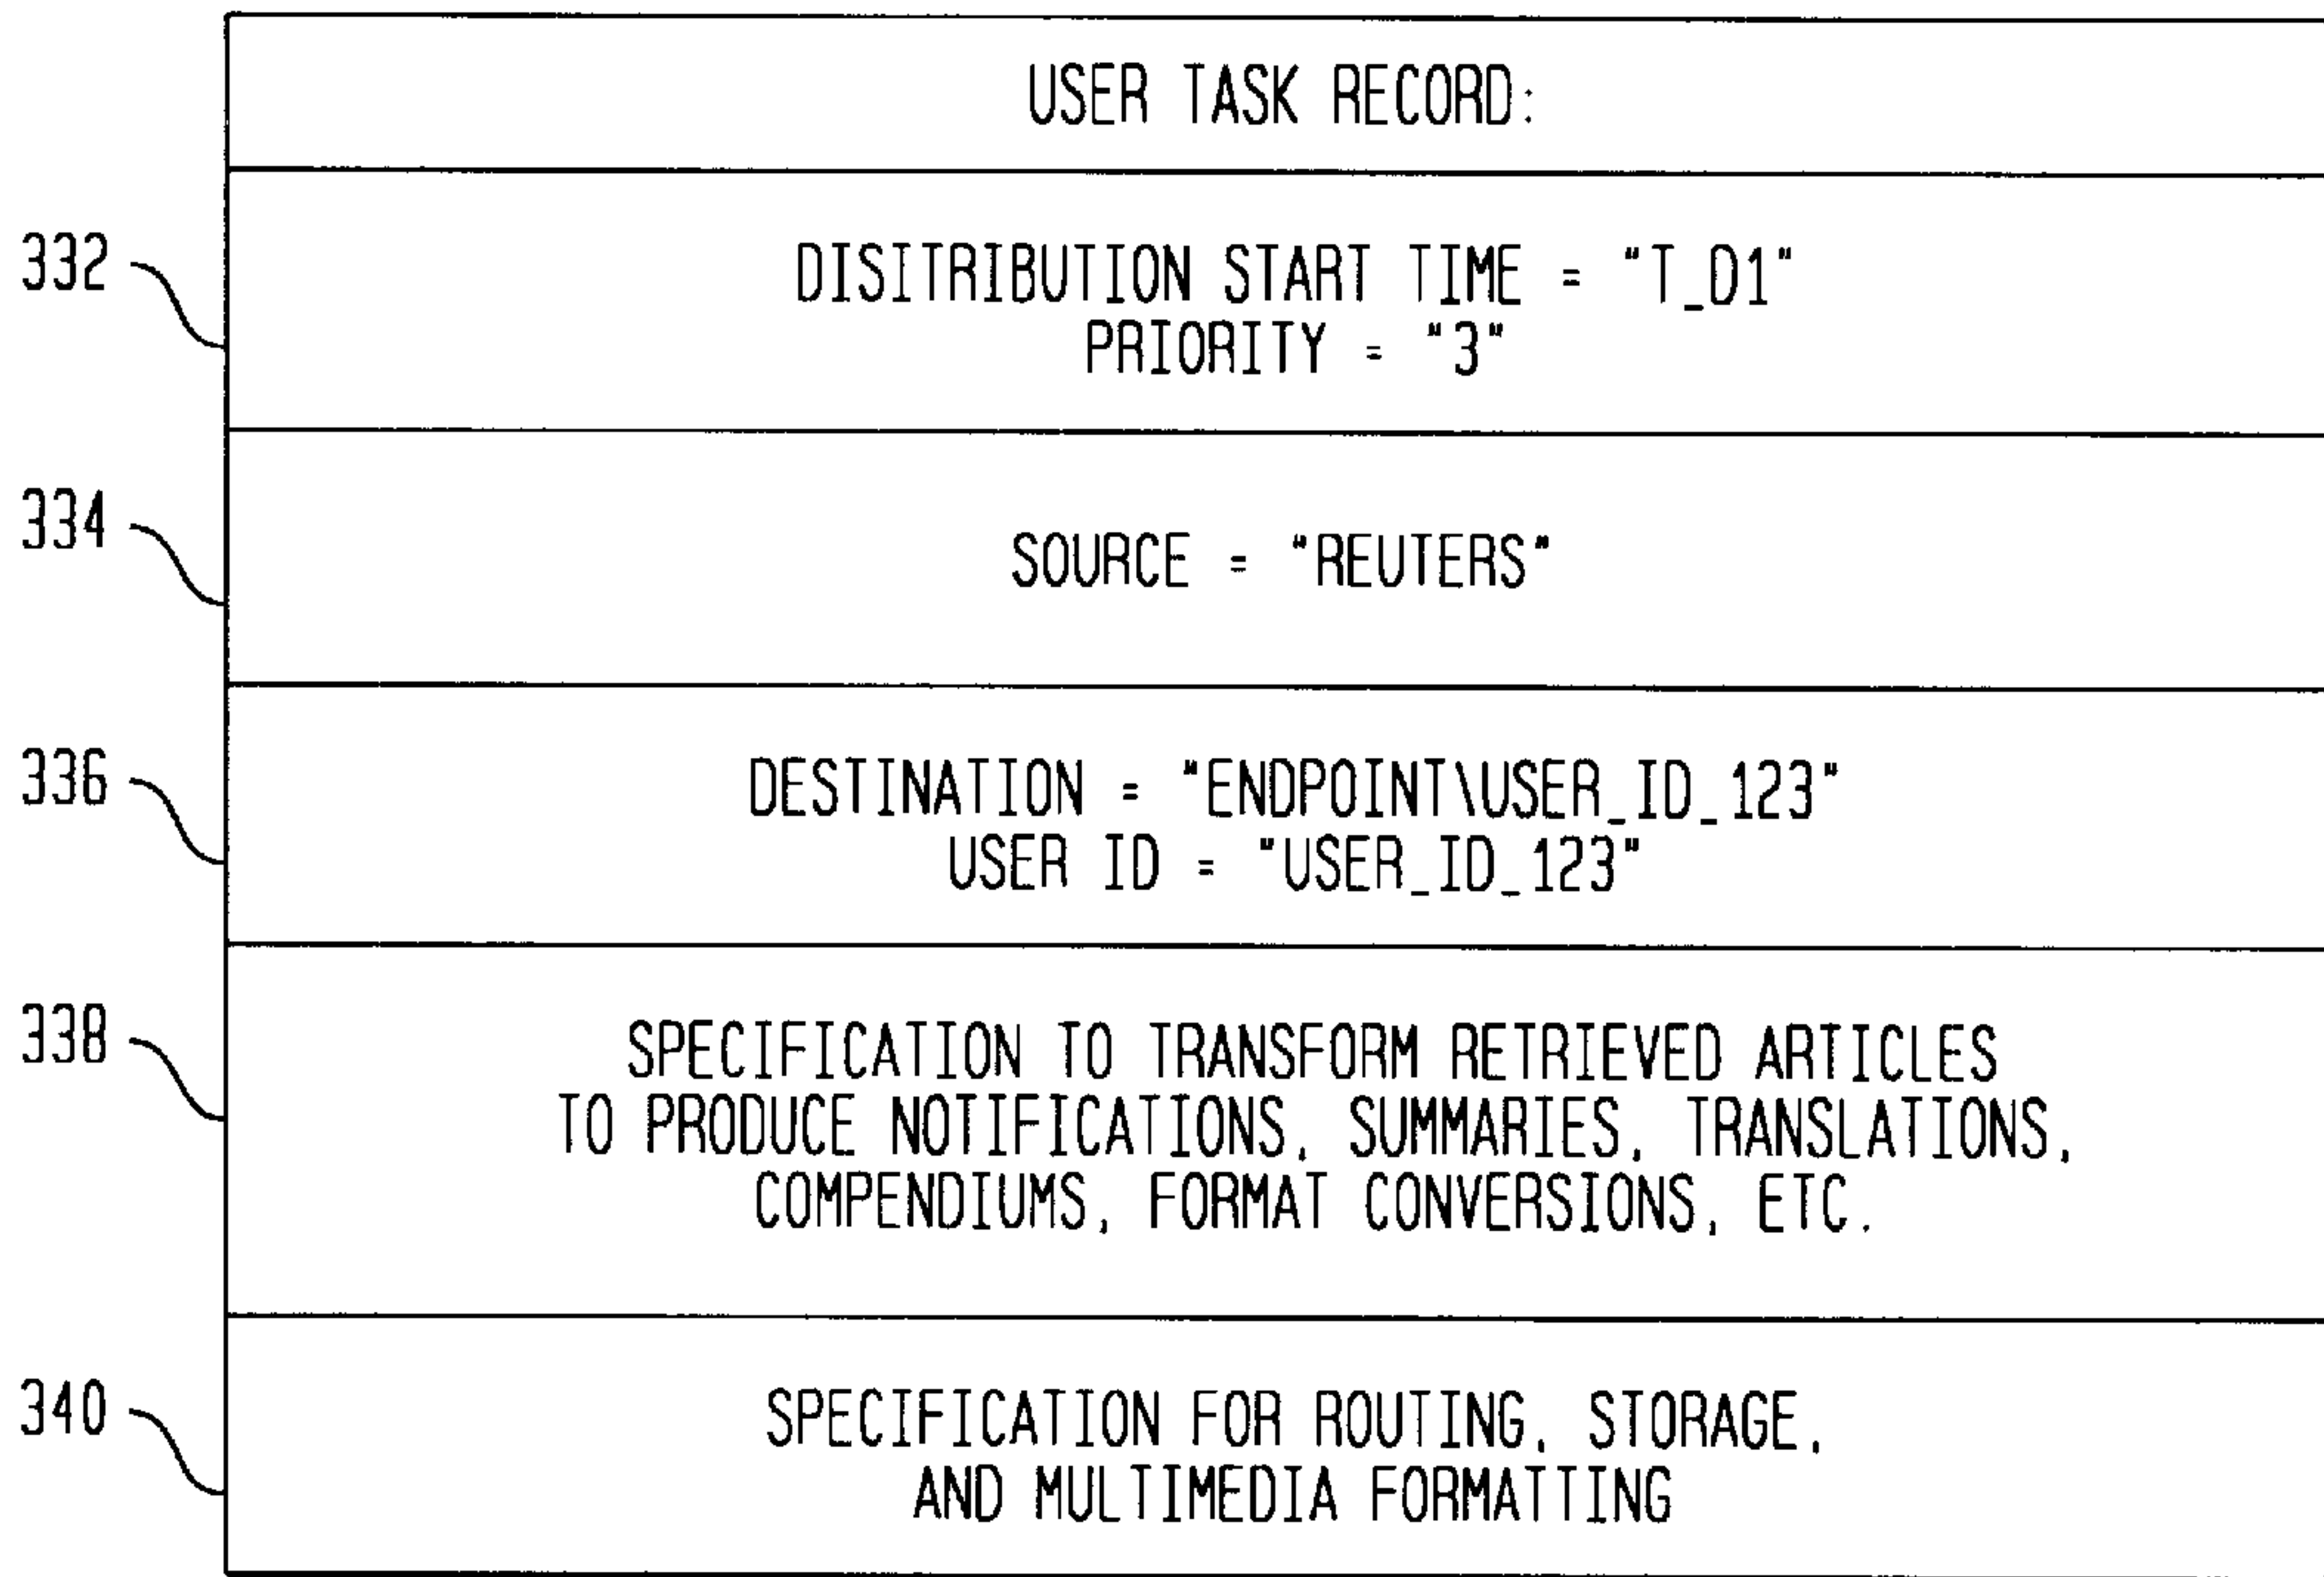 USER TASK RECORD:
332
DISITRIBUTION START TIME = "T_D1"
PRIORITY = "3"
334
SOURCE = "REUTERS"
336
DESTINATION = "ENDPOINT\USER_ID_123"
USER ID = "USER_ID_123"
338
SPECIFICATION TO TRANSFORM RETRIEVED ARTICLES
TO PRODUCE NOTIFICATIONS, SUMMARIES, TRANSLATIONS,
COMPENDIUMS, FORMAT CONVERSIONS, ETC.
340
SPECIFICATION FOR ROUTING, STORAGE,
AND MULTIMEDIA FORMATTING